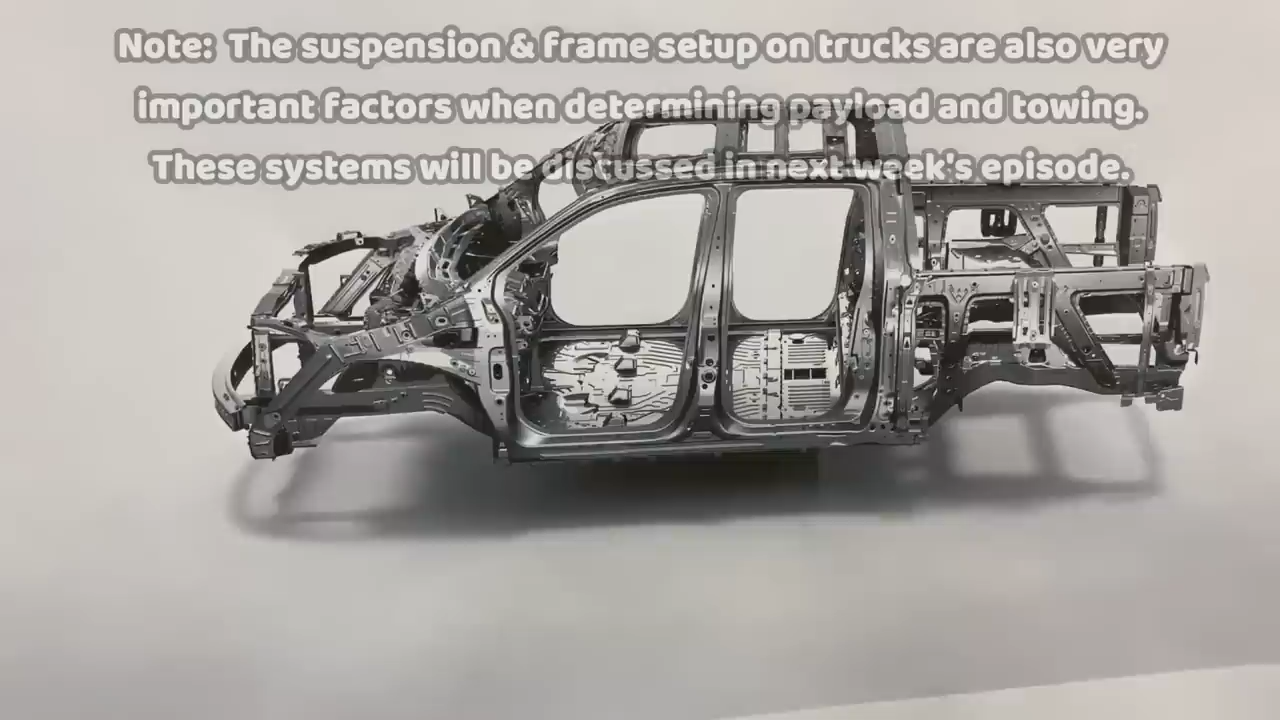 Note: The suspension & frame setup on trucks are also very
important factors when determining payload and towing.
These systems will be discussed in next week's episode.